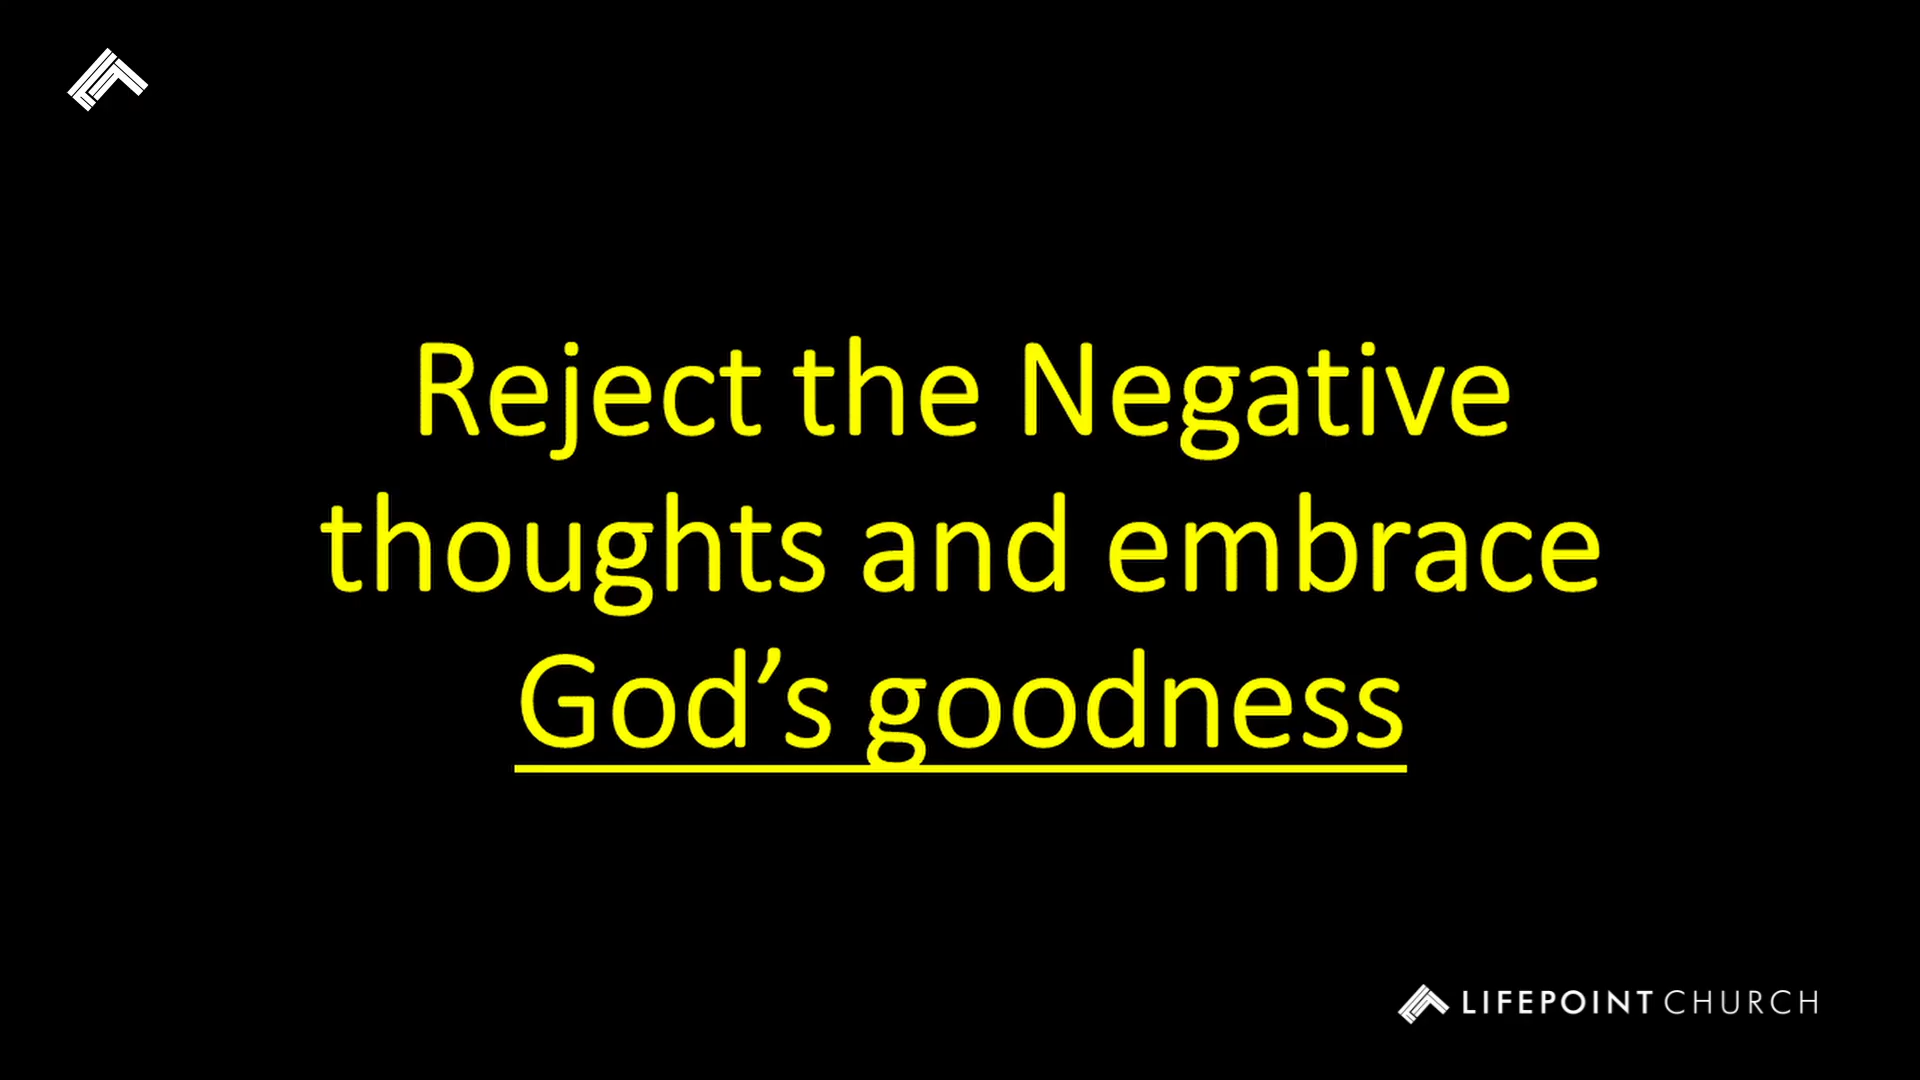 Reject the Negative
thoughts and embrace
God’s goodness
LIFEPOINT CHURCH